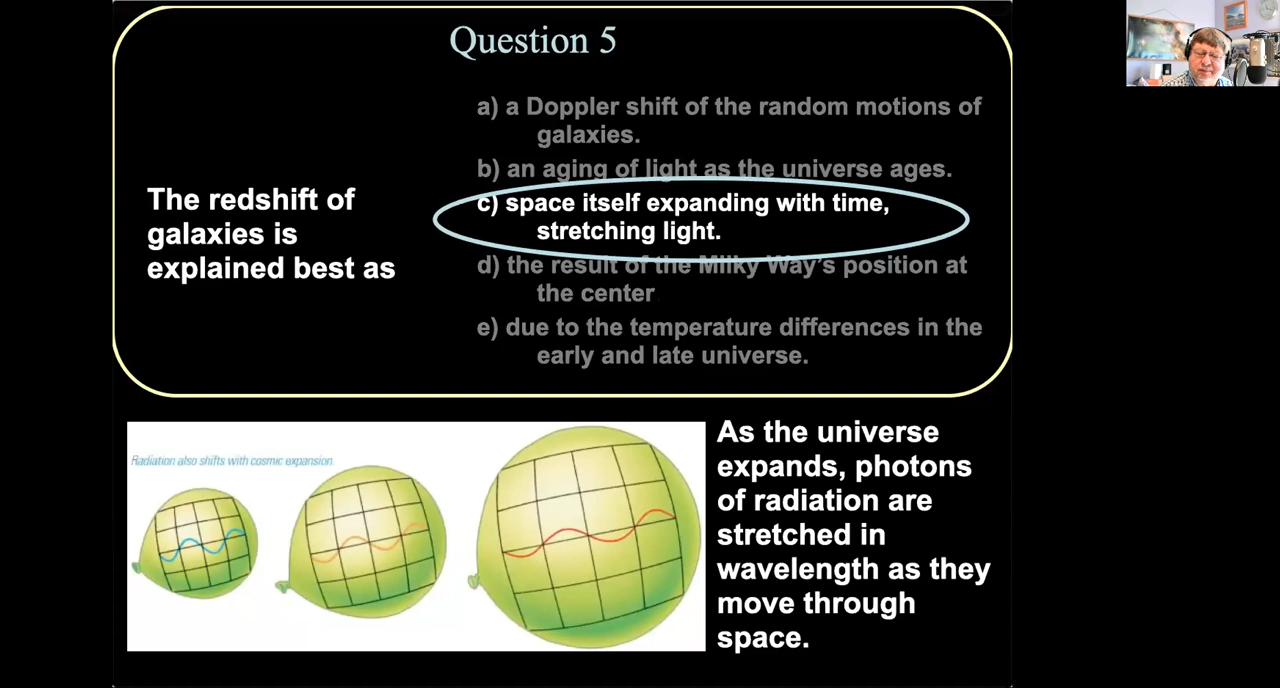 Question 5
The redshift of
galaxies is
explained best as
a) a Doppler shift of the random motions of
galaxies.
b) an aging of light as the universe ages.
c) space itself expanding with time,
stretching light.
d) the result of the Milky Way's position at
the center
e) due to the temperature differences in the
early and late universe.
Radiation also shifts with cosmic expansion.
As the universe
expands, photons
of radiation are
stretched in
wavelength as they
move through
space.